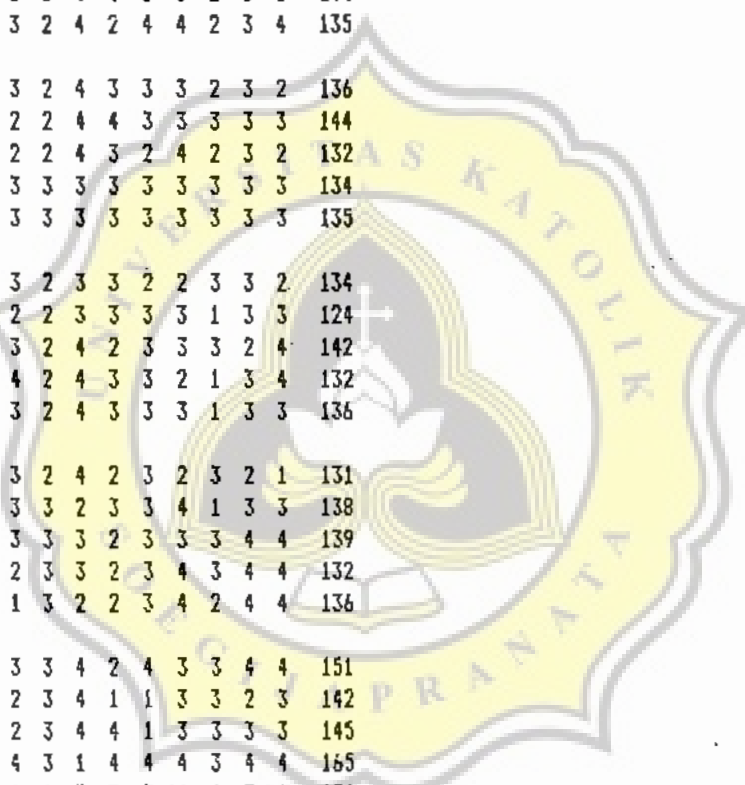 3 2 4 2 4 4 2 3 4 135
3 2 4 3 3 3 2 3 2 136
2 2 4 4 3 3 3 3 3 144
2 2 4 3 2 4 2 3 2 132
3 3 3 3 3 3 3 3 3 134
3 3 3 3 3 3 3 3 3 135
3 2 3 3 2 2 3 3 2 134
2 2 3 3 3 3 1 3 3 124
3 2 4 2 3 3 3 2 4 142
4 2 4 3 3 2 1 3 4 132
3 2 4 3 3 3 1 3 3 136
3 2 4 2 3 2 3 2 1 131
3 3 2 3 3 4 1 3 3 138
3 3 3 2 3 3 3 4 4 139
2 3 3 2 3 4 3 4 4 132
1 3 2 2 3 4 2 4 4 136
3 3 4 2 4 3 3 4 4 151
2 3 4 1 1 3 3 2 3 142
2 3 4 4 1 3 3 3 3 145
4 3 1 4 4 4 3 4 4 165
UNIVERSITAS KATOLIK
SOEGIJAPRANATA